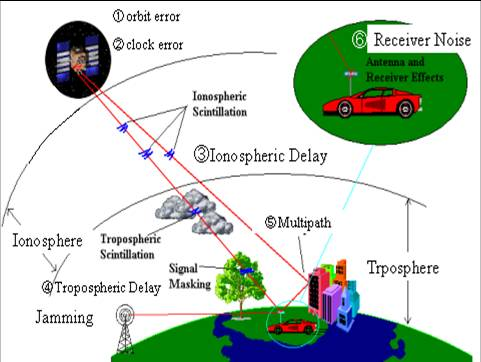 ①orbit error
②clock error
⑥ Receiver Noise
Antenna and
Receiver Effects
Ionospheric
Scintillation
③Ionospheric Delay
⑤Multipath
Ionosphere
Tropospheric
Scintillation
Signal
Masking
Trposphere
④Tropospheric Delay
Jamming